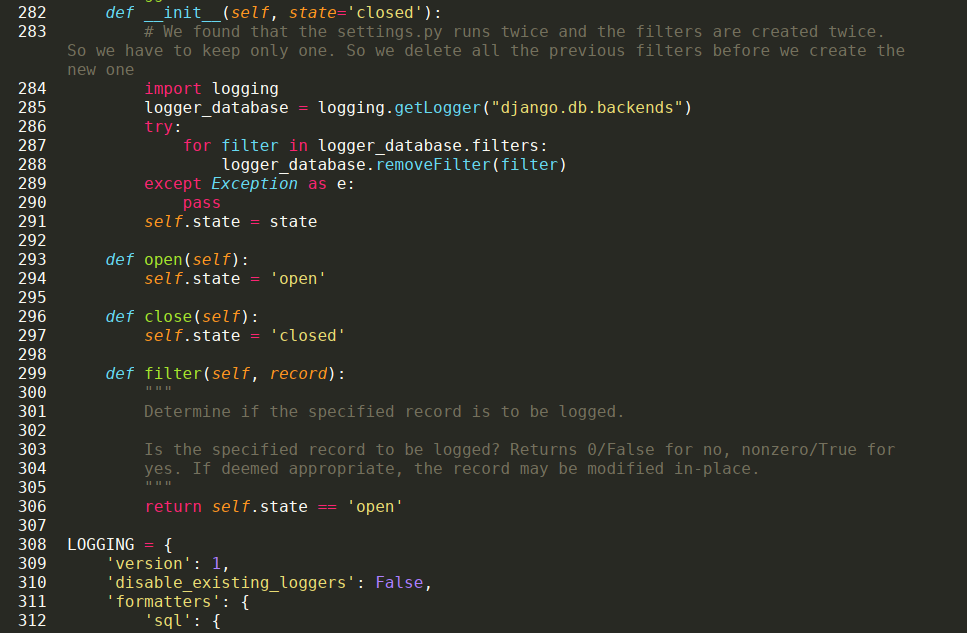 282     def __init__(self, state='closed'):
283         # We found that the settings.py runs twice and the filters are created twice.
So we have to keep only one. So we delete all the previous filters before we create the
new one
284         import logging
285         logger_database = logging.getLogger("django.db.backends")
286         try:
287             for filter in logger_database.filters:
288                 logger_database.removeFilter(filter)
289         except Exception as e:
290             pass
291         self.state = state
292
293     def open(self):
294         self.state = 'open'
295
296     def close(self):
297         self.state = 'closed'
298
299     def filter(self, record):
300         """
301         Determine if the specified record is to be logged.
302
303         Is the specified record to be logged? Returns 0/False for no, nonzero/True for
304         yes. If deemed appropriate, the record may be modified in-place.
305         """
306         return self.state == 'open'
307
308 LOGGING = {
309     'version': 1,
310     'disable_existing_loggers': False,
311     'formatters': {
312         'sql': {